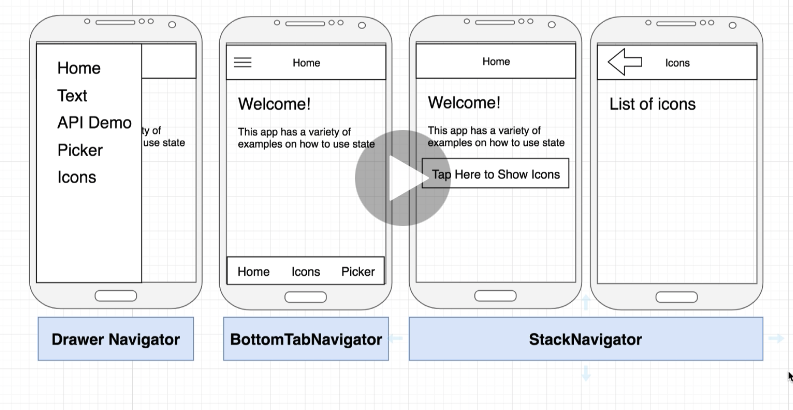 Home
Text
API Demo
Picker
Icons
ty of
use state
Drawer Navigator
Home
Welcome!
This app has a variety of
examples on how to use state
Home Icons Picker
BottomTabNavigator
Home
Welcome!
This app has a variety of
examples on how to use state
Tap Here to Show Icons
Icons
List of icons
StackNavigator